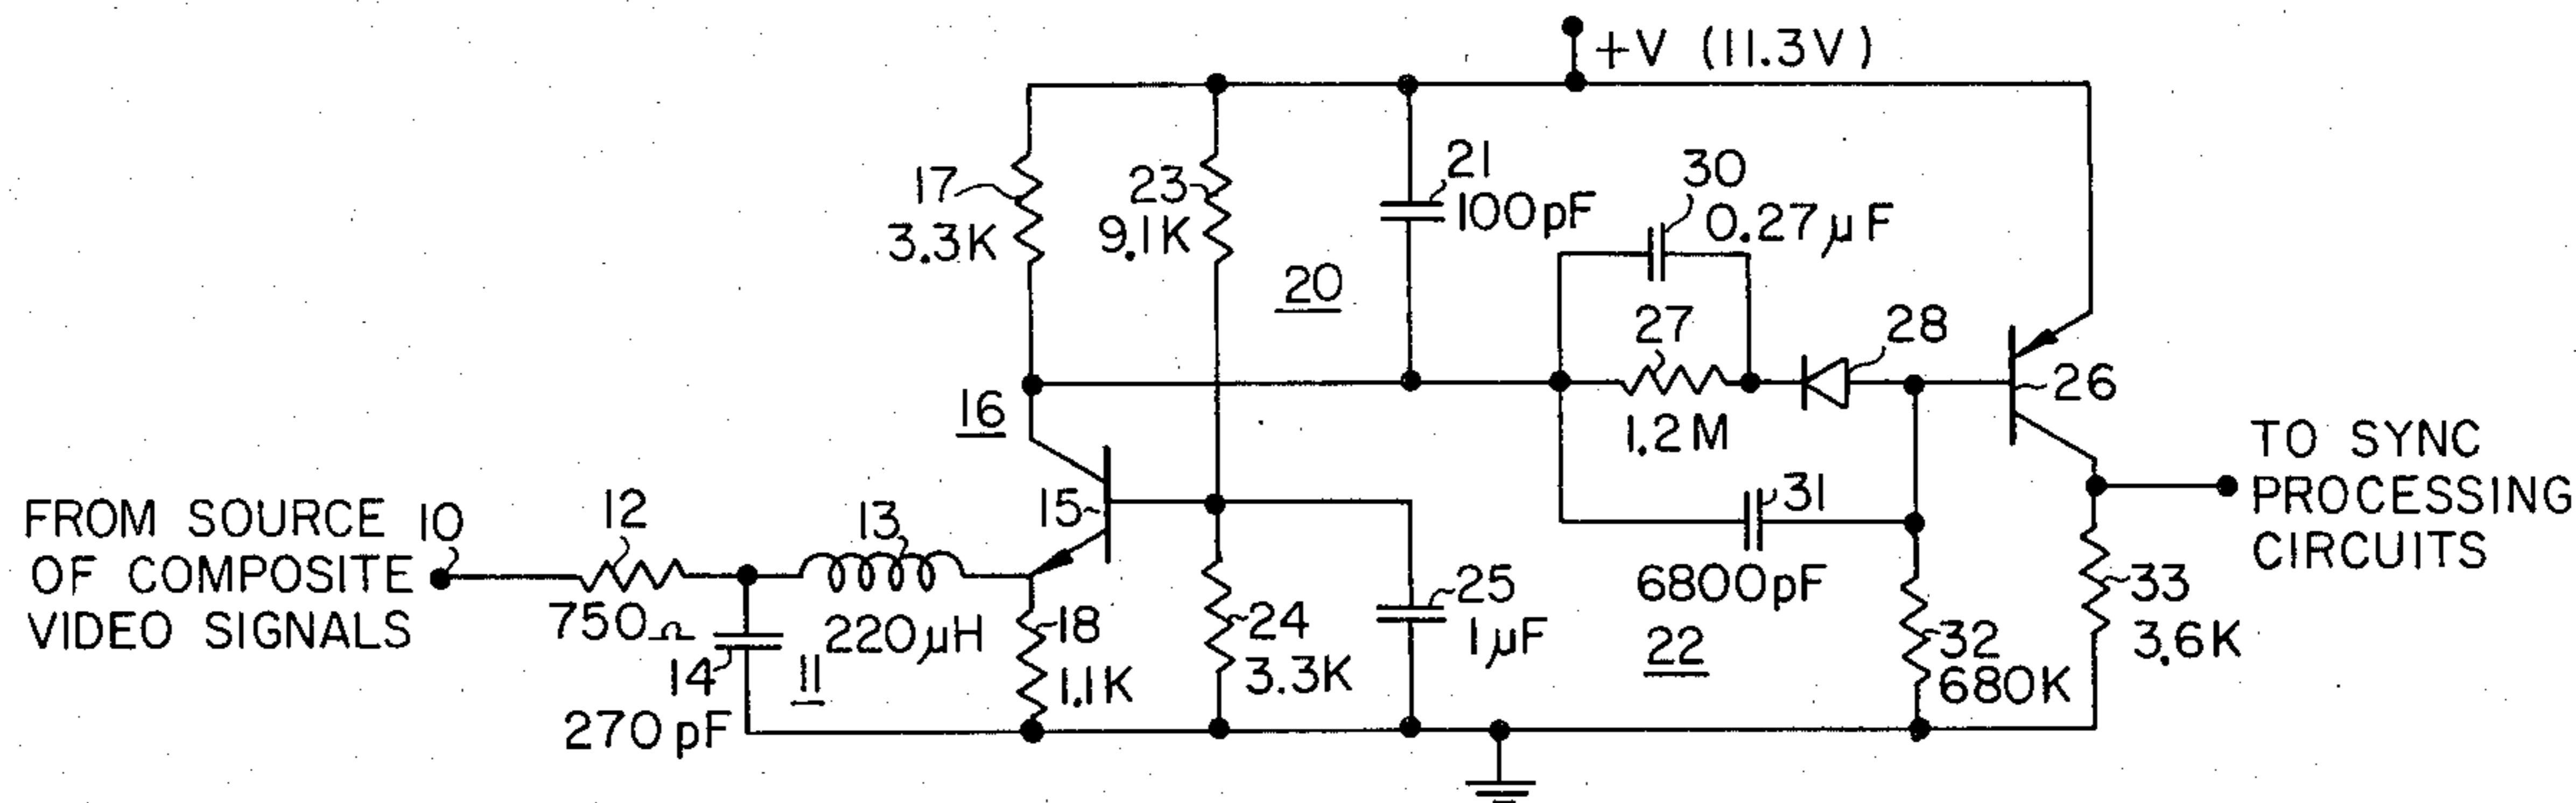 +V (11.3V)
17
3.3K
23
9.1K
21
100pF
30
0.27μF
20
27
1.2M
28
26
16
15
31
6800pF
22
TO SYNC
PROCESSING
CIRCUITS
FROM SOURCE
OF COMPOSITE
VIDEO SIGNALS
10
12
750Ω
13
220μH
14
270pF
11
18
1.1K
24
3.3K
25
1μF
32
680K
33
3.6K